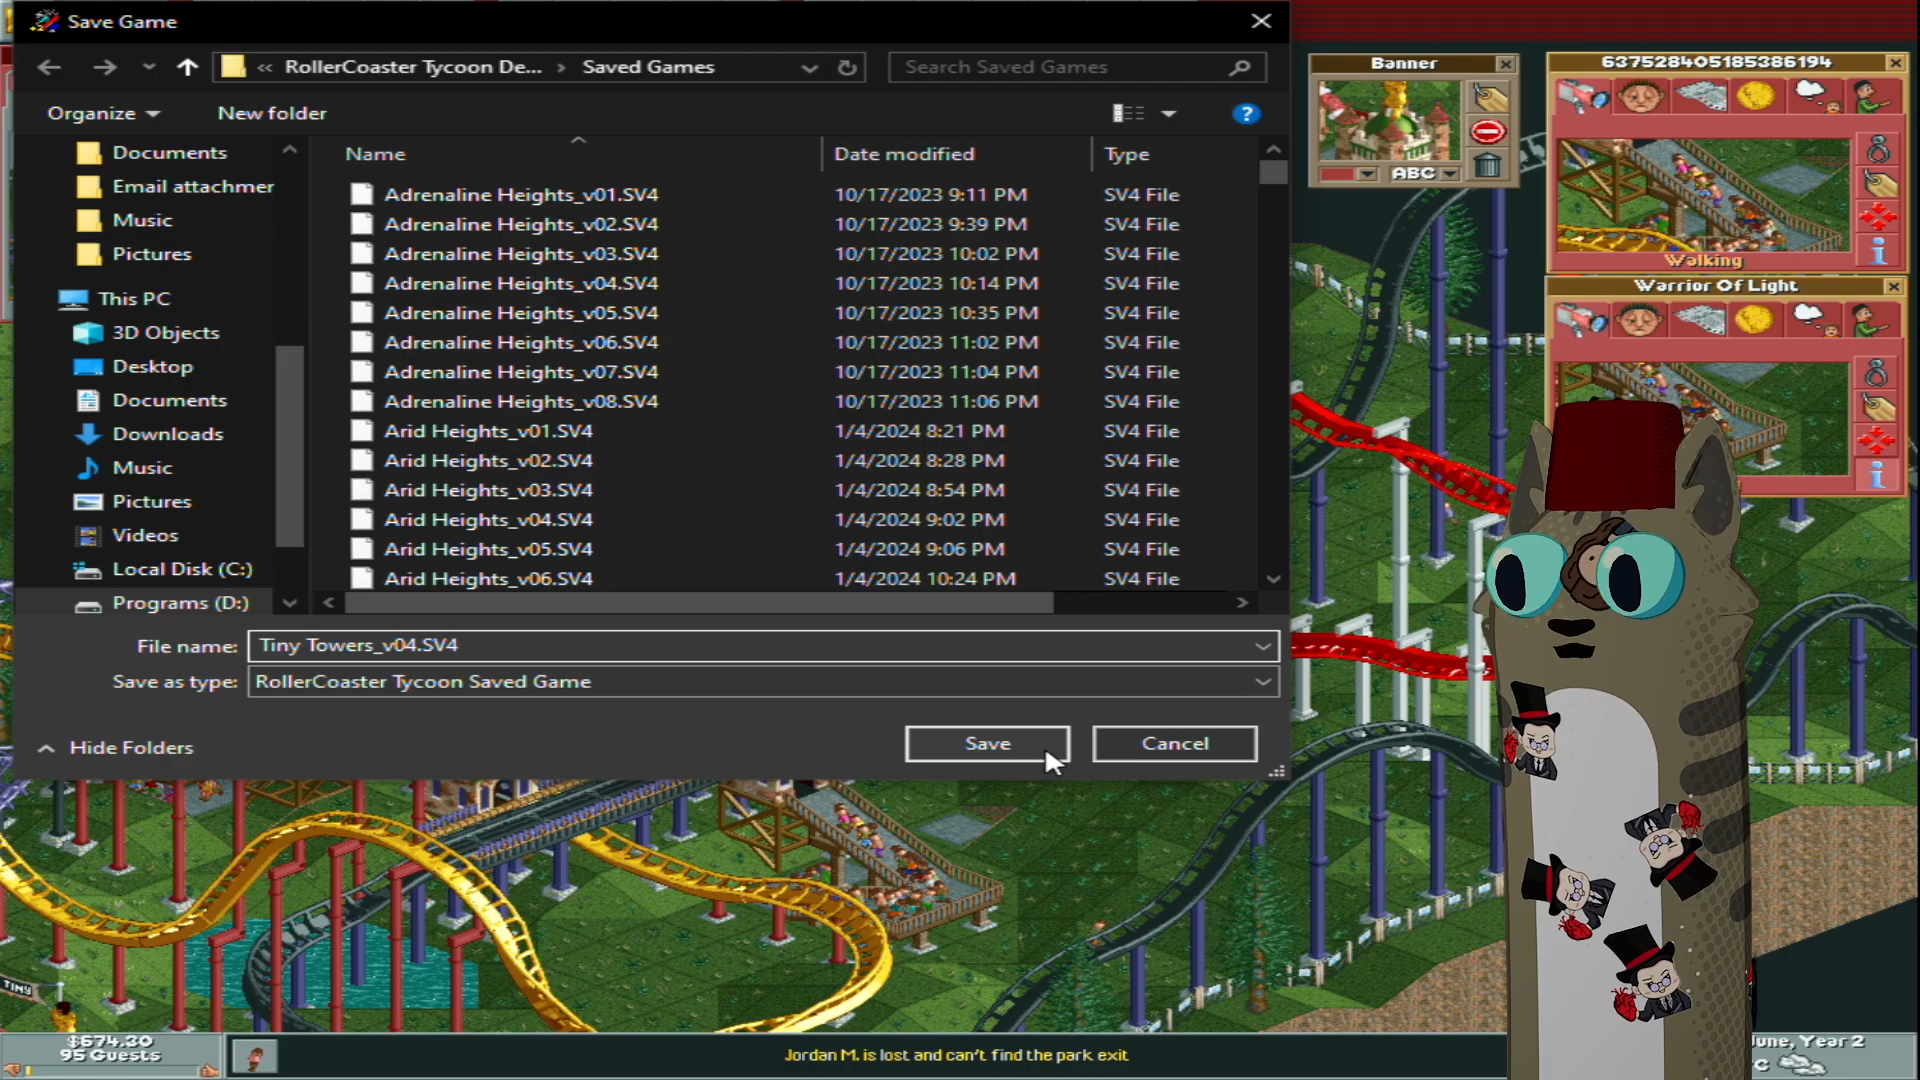 Save Game
RollerCoaster Tycoon De... > Saved Games
Search Saved Games
Organize
New folder
Documents
Email attachmer
Music
Pictures
This PC
3D Objects
Desktop
Documents
Downloads
Music
Pictures
Videos
Local Disk (C:)
Programs (D:)
Name Date modified Type
Adrenaline Heights_v01.SV4 10/17/2023 9:11 PM SV4 File
Adrenaline Heights_v02.SV4 10/17/2023 9:39 PM SV4 File
Adrenaline Heights_v03.SV4 10/17/2023 10:02 PM SV4 File
Adrenaline Heights_v04.SV4 10/17/2023 10:14 PM SV4 File
Adrenaline Heights_v05.SV4 10/17/2023 10:35 PM SV4 File
Adrenaline Heights_v06.SV4 10/17/2023 11:02 PM SV4 File
Adrenaline Heights_v07.SV4 10/17/2023 11:04 PM SV4 File
Adrenaline Heights_v08.SV4 10/17/2023 11:06 PM SV4 File
Arid Heights_v01.SV4 1/4/2024 8:21 PM SV4 File
Arid Heights_v02.SV4 1/4/2024 8:28 PM SV4 File
Arid Heights_v03.SV4 1/4/2024 8:54 PM SV4 File
Arid Heights_v04.SV4 1/4/2024 9:02 PM SV4 File
Arid Heights_v05.SV4 1/4/2024 9:06 PM SV4 File
Arid Heights_v06.SV4 1/4/2024 10:24 PM SV4 File
File name: Tiny Towers_v04.SV4
Save as type: RollerCoaster Tycoon Saved Game
Hide Folders
Save
Cancel
Banner
ABC
637528405185386194
Walking
Warrior Of Light
TINY
$674.30
95 Guests
Jordan M. is lost and can't find the park exit
June, Year 2
°C